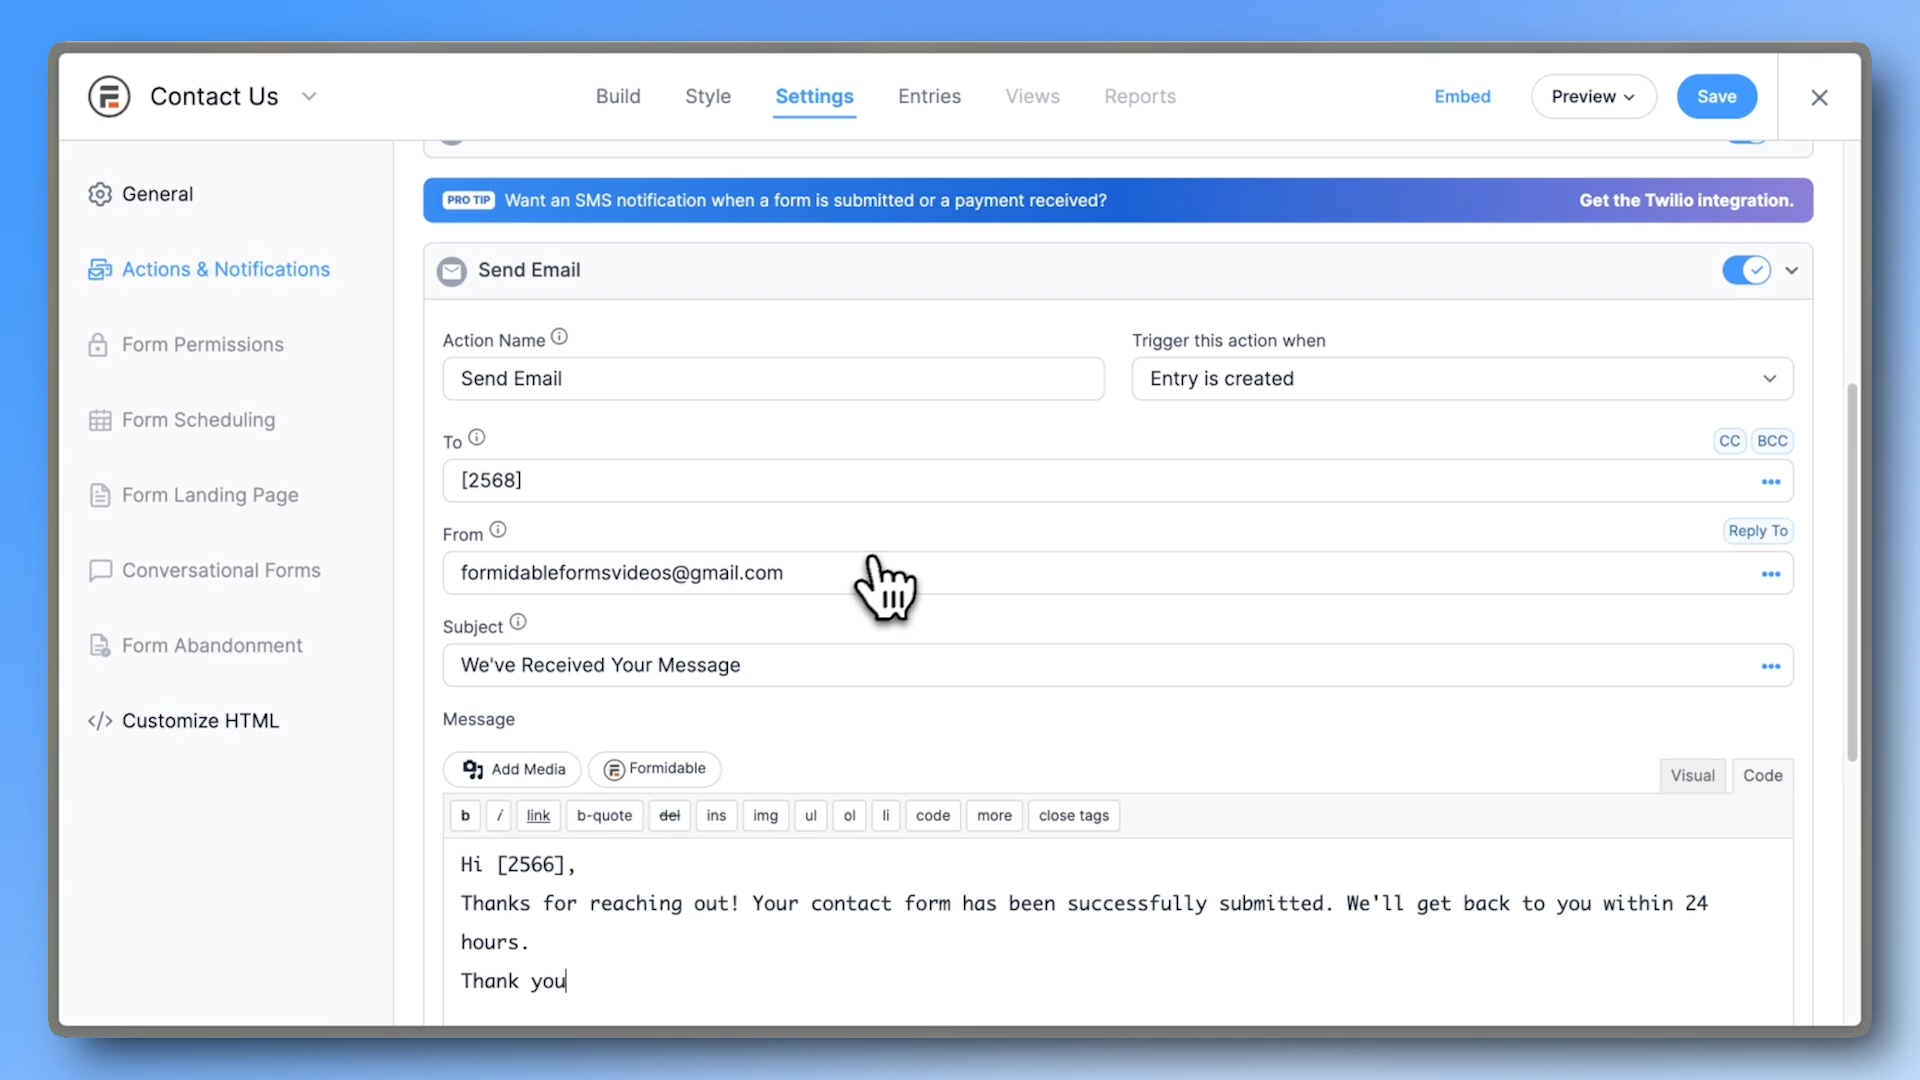 Contact Us
Build
Style
Settings
Entries
Views
Reports
Embed
Preview
Save
General
Actions & Notifications
Form Permissions
Form Scheduling
Form Landing Page
Conversational Forms
Form Abandonment
</> Customize HTML
PRO TIP Want an SMS notification when a form is submitted or a payment received?
Get the Twilio integration.
Send Email
Action Name
Trigger this action when
Send Email
Entry is created
To
CC
BCC
[2568]
From
Reply To
formidableformsvideos@gmail.com
Subject
We've Received Your Message
Message
Add Media
Formidable
Visual
Code
b
i
link
b-quote
del
ins
img
ul
ol
li
code
more
close tags
Hi [2566],
Thanks for reaching out! Your contact form has been successfully submitted. We'll get back to you within 24
hours.
Thank you